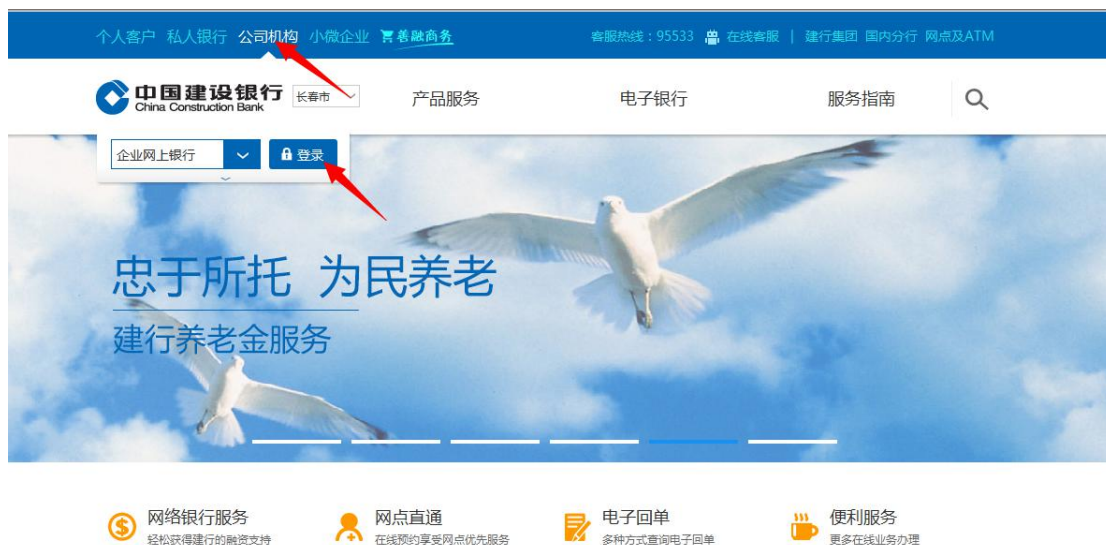 个人客户 私人银行 公司机构 小微企业 善融商务 客服热线：95533 在线客服 | 建行集团 国内分行 网点及ATM
中国建设银行 长春市 产品服务 电子银行 服务指南
China Construction Bank
企业网上银行 登录
忠于所托 为民养老
建行养老金服务
网络银行服务 网点直通 电子回单 便利服务
轻松获得建行的融资支持 在线预约享受网点优先服务 多种方式查询电子回单 更多在线业务办理